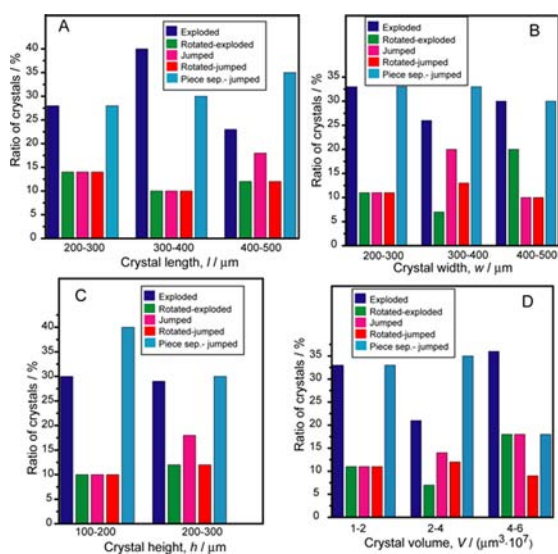 A
Exploded
Rotated-exploded
Jumped
Rotated-jumped
Piece sep.- jumped
Ratio of crystals / %
40
35
30
25
20
15
10
5
0
200-300 300-400 400-500
Crystal length, l / μm
B
Exploded
Rotated-exploded
Jumped
Rotated-jumped
Piece sep.- jumped
Ratio of crystals / %
35
30
25
20
15
10
5
0
200-300 300-400 400-500
Crystal width, w / μm
C
Exploded
Rotated-exploded
Jumped
Rotated-jumped
Piece sep.- jumped
Ratio of crystals / %
40
35
30
25
20
15
10
5
0
100-200 200-300
Crystal height, h / μm
D
Exploded
Rotated-exploded
Jumped
Rotated-jumped
Piece sep.- jumped
Ratio of crystals / %
35
30
25
20
15
10
5
0
1-2 2-4 4-6
Crystal volume, V / (μm³·10⁷)